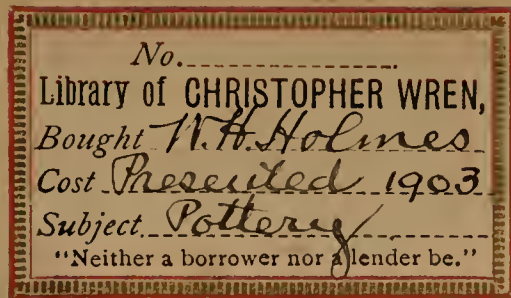 No.
Library of CHRISTOPHER WREN,
Bought W. H. Holmes
Cost Presented 1903
Subject Pottery
"Neither a borrower nor a lender be."